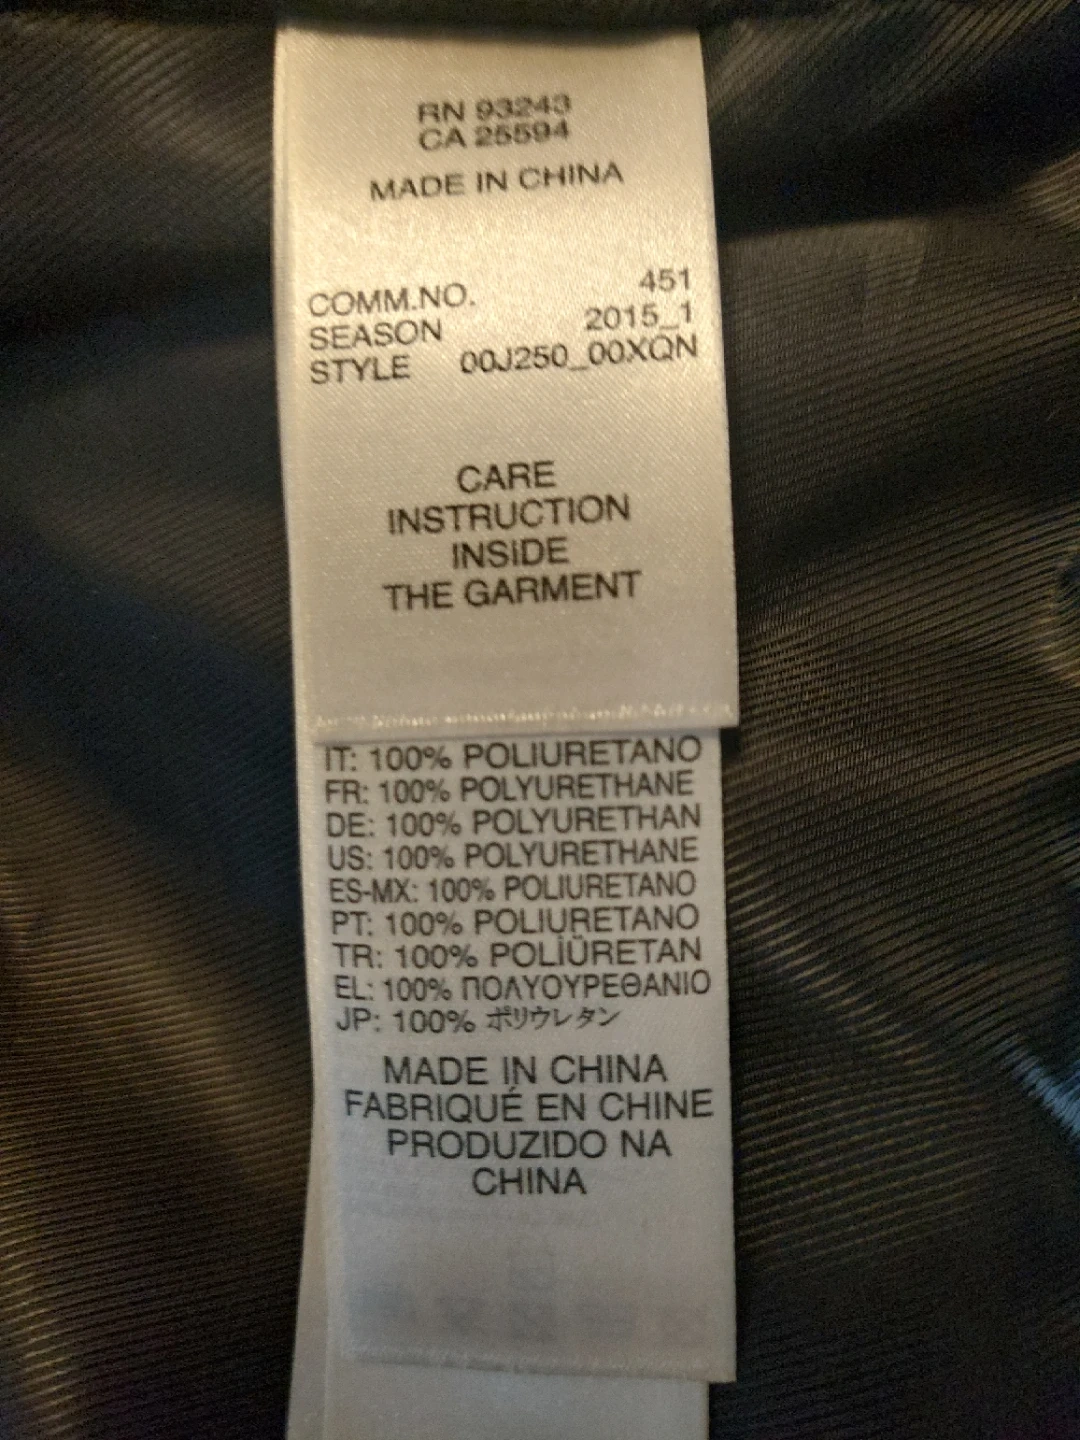 RN 93243
CA 25594
MADE IN CHINA
COMM.NO. 451
SEASON 2015_1
STYLE 00J250_00XQN
CARE
INSTRUCTION
INSIDE
THE GARMENT
IT: 100% POLIURETANO
FR: 100% POLYURETHANE
DE: 100% POLYURETHAN
US: 100% POLYURETHANE
ES-MX: 100% POLIURETANO
PT: 100% POLIURETANO
TR: 100% POLİÜRETAN
EL: 100% ΠΟΛΥΟΥΡΕΘΑΝΙΟ
JP: 100% ポリウレタン
MADE IN CHINA
FABRIQUÉ EN CHINE
PRODUZIDO NA
CHINA